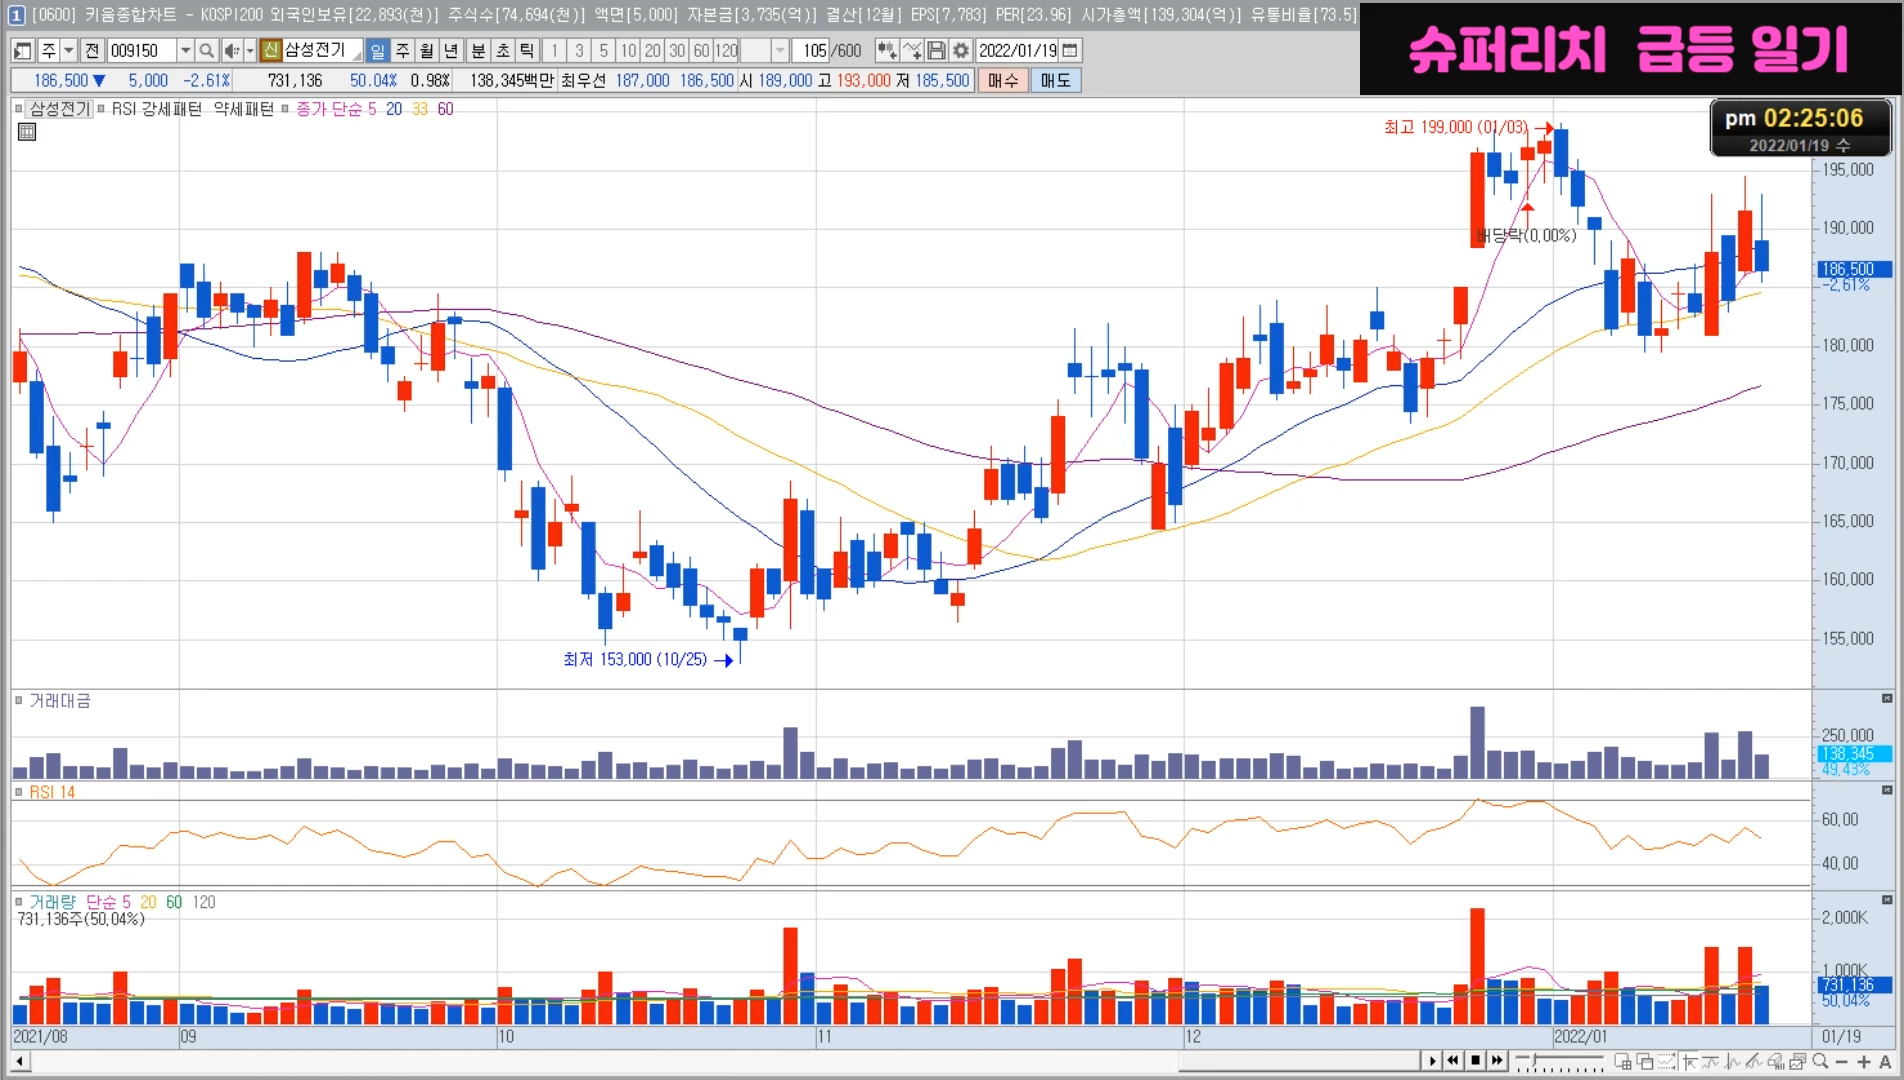 1 [0600] 키움종합차트 - KOSPI200 외국인보유[22,893(천)] 주식수[74,694(천)] 액면[5,000] 자본금[3,735(억)] 결산[12월] EPS[7,783] PER[23.96] 시가총액[139,304(억)] 유통비율[73.5]
슈퍼리치 급등 일기
주 전 009150 신 삼성전기 일 주 월 년 분 초 틱 1 3 5 10 20 30 60 120 105 /600 2022/01/19
186,500 ▼ 5,000 -2.61% 731,136 50.04% 0.98% 138,345백만 최우선 187,000 186,500 시 189,000 고 193,000 저 185,500 매수 매도
삼성전기 RSI 강세패턴 약세패턴 종가 단순 5 20 33 60
pm 02:25:06
2022/01/19 수
최고 199,000 (01/03)
195,000
190,000
배당락(0.00%)
186,500
-2.61%
180,000
175,000
170,000
165,000
160,000
155,000
최저 153,000 (10/25)
거래대금
250,000
138,345
49.43%
RSI 14
60.00
40.00
거래량 단순 5 20 60 120
731,136주(50.04%)
2,000K
1,000K
731,136
50.04%
2021/08 09 10 11 12 2022/01 01/19
A